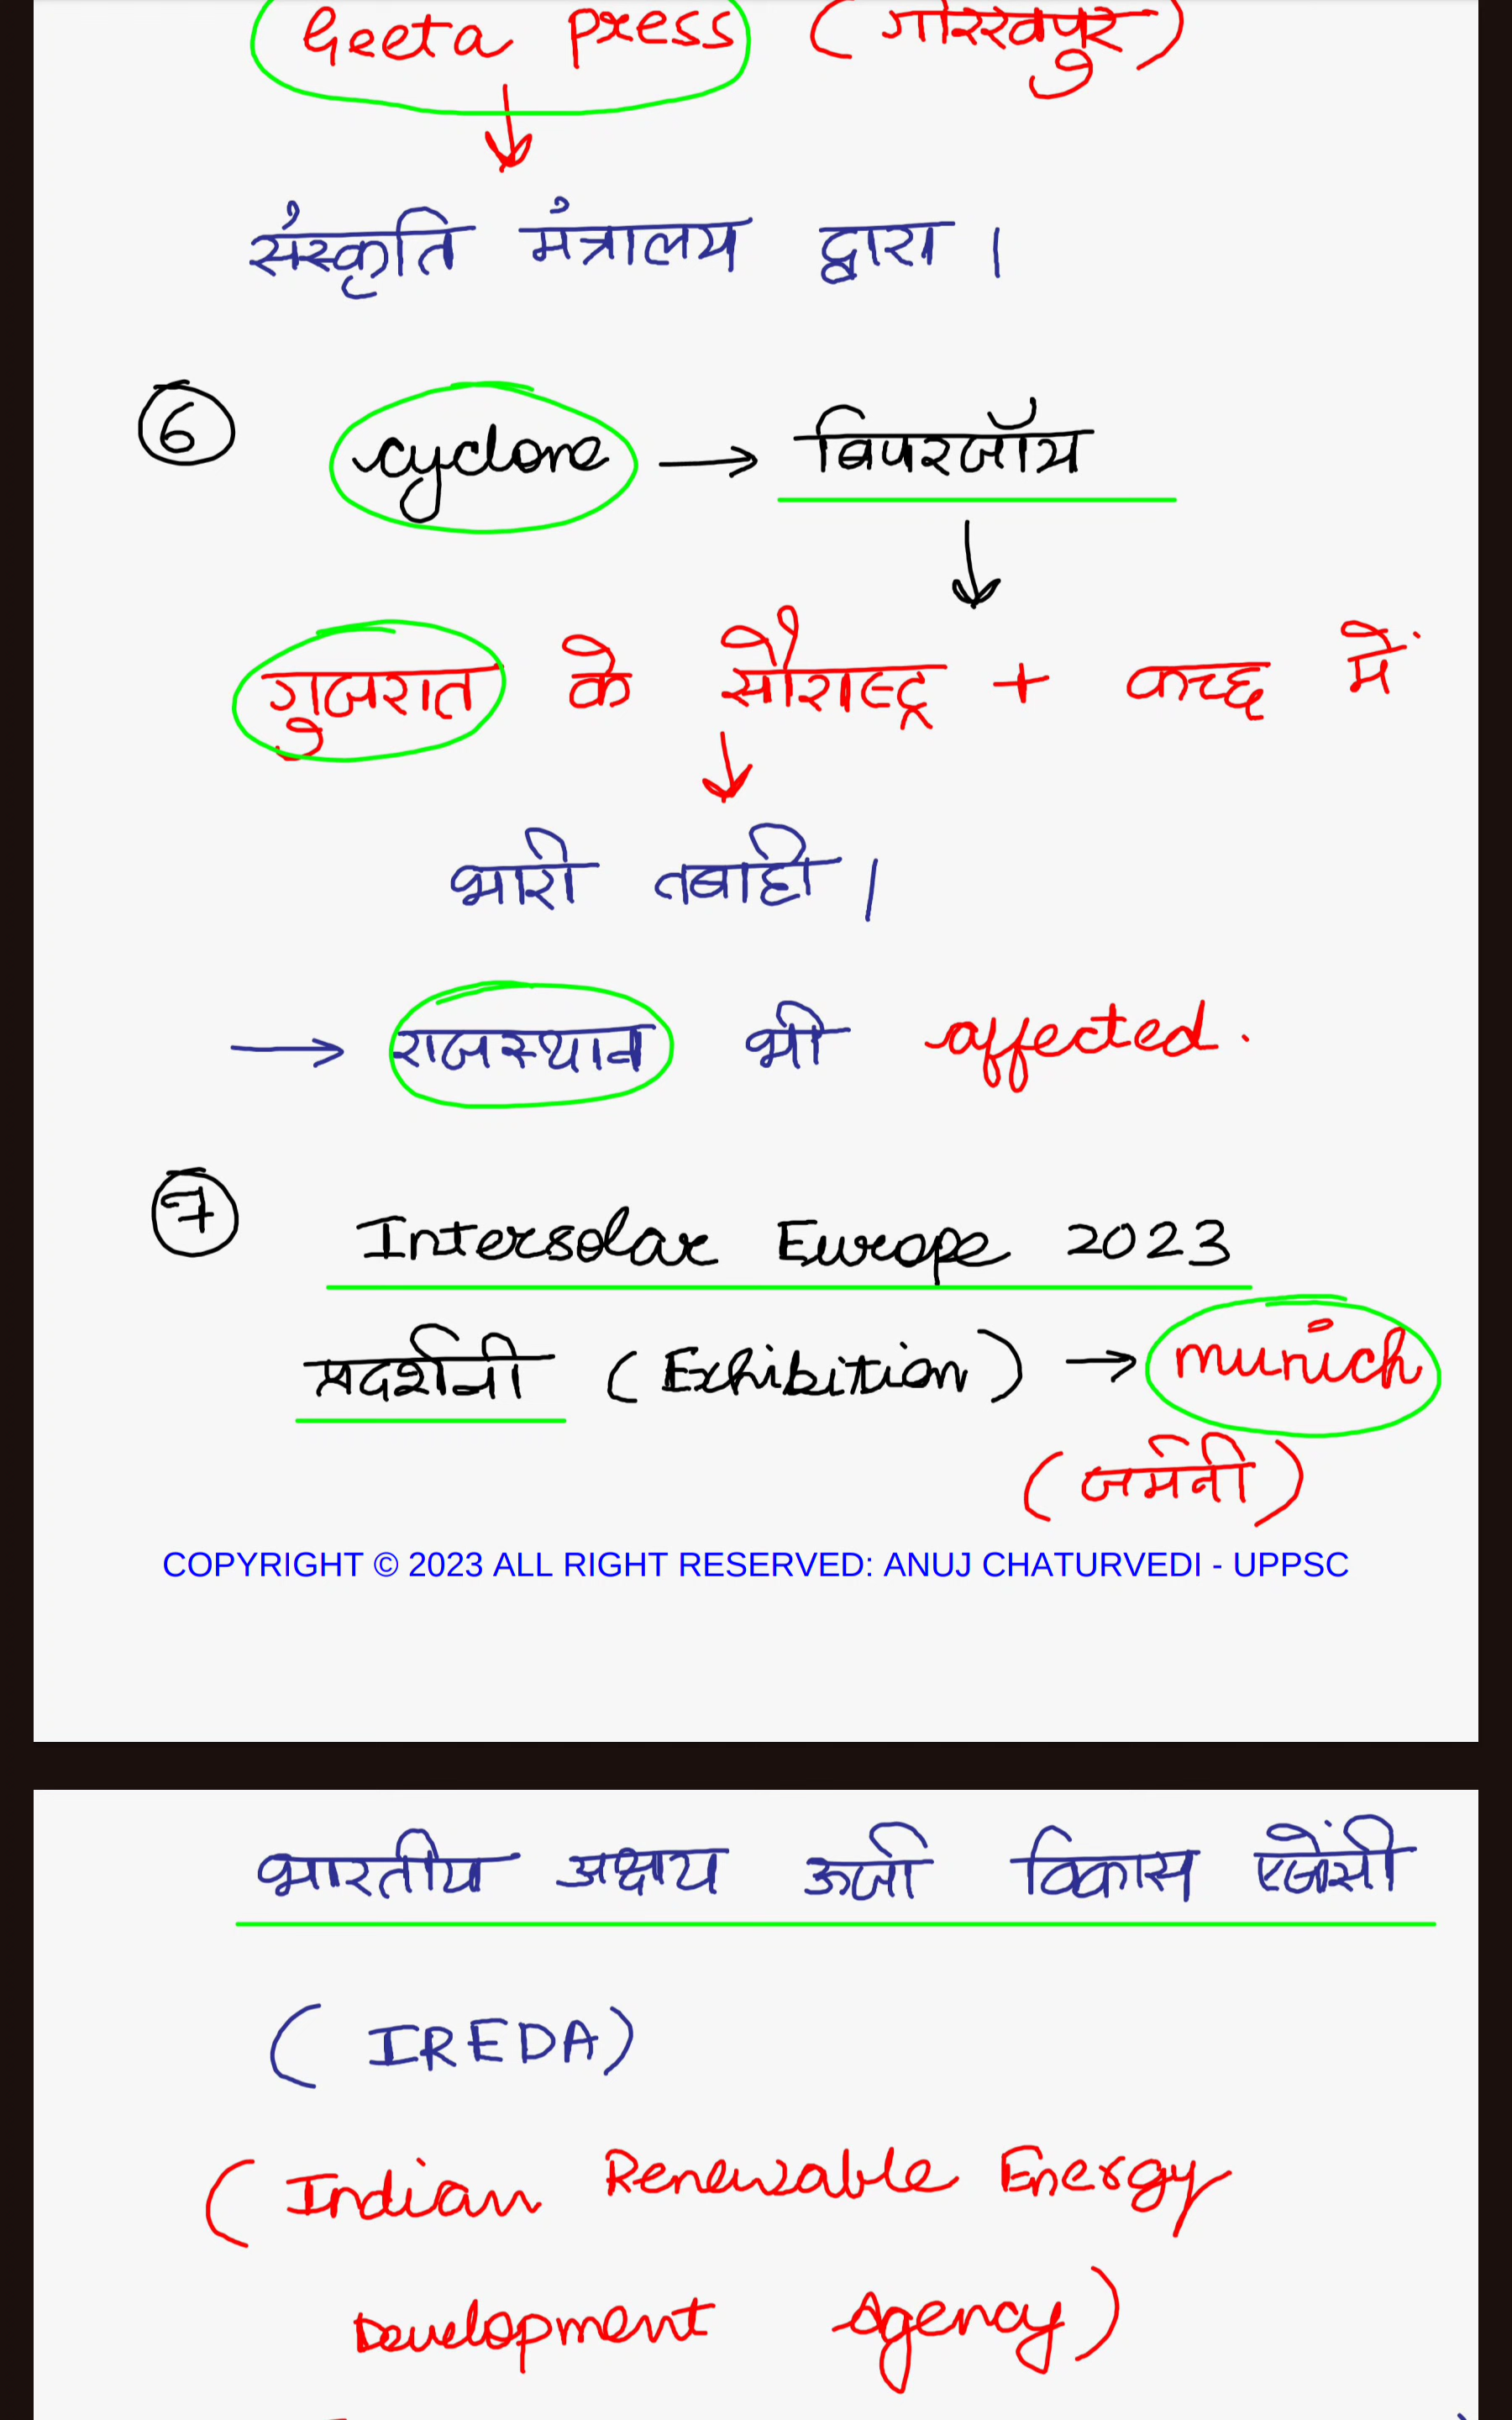 Geeta Press (गोरखपुर)
संस्कृति मंत्रालय द्वारा ।
6 cyclone → बिपरजॉय
गुजरात के सौराष्ट्र + कच्छ में
भारी तबाही ।
→ राजस्थान भी affected.
7 Intersolar Europe 2023
प्रदर्शनी (Exhibition) → munich
(जर्मनी)
COPYRIGHT © 2023 ALL RIGHT RESERVED: ANUJ CHATURVEDI - UPPSC
भारतीय अक्षय उर्जा विकास एजेंसी
(IREDA)
(Indian Renewable Energy
Development Agency)